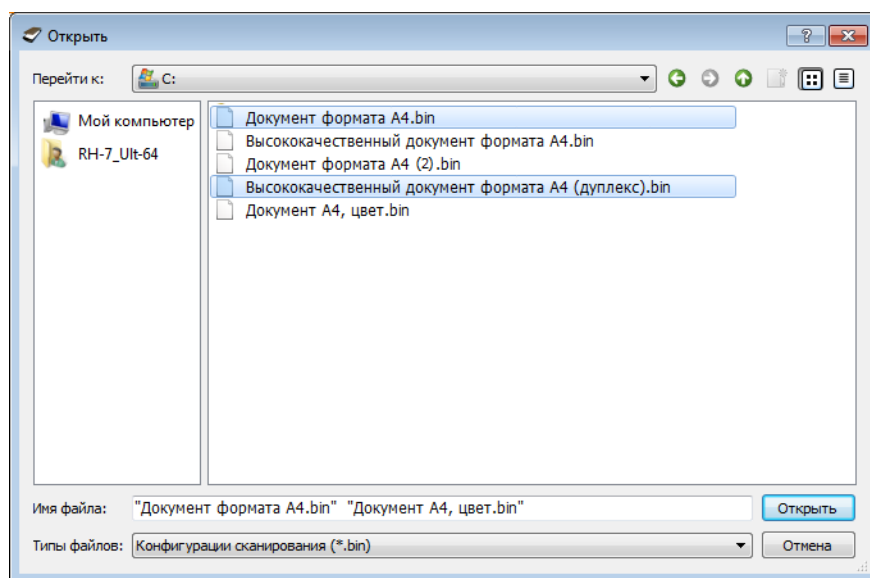 Открыть
Перейти к: C:
Мой компьютер
RH-7_Ult-64
Документ формата A4.bin
Высококачественный документ формата A4.bin
Документ формата A4 (2).bin
Высококачественный документ формата A4 (дуплекс).bin
Документ A4, цвет.bin
Имя файла: "Документ формата A4.bin" "Документ A4, цвет.bin" Открыть
Типы файлов: Конфигурации сканирования (*.bin) Отмена